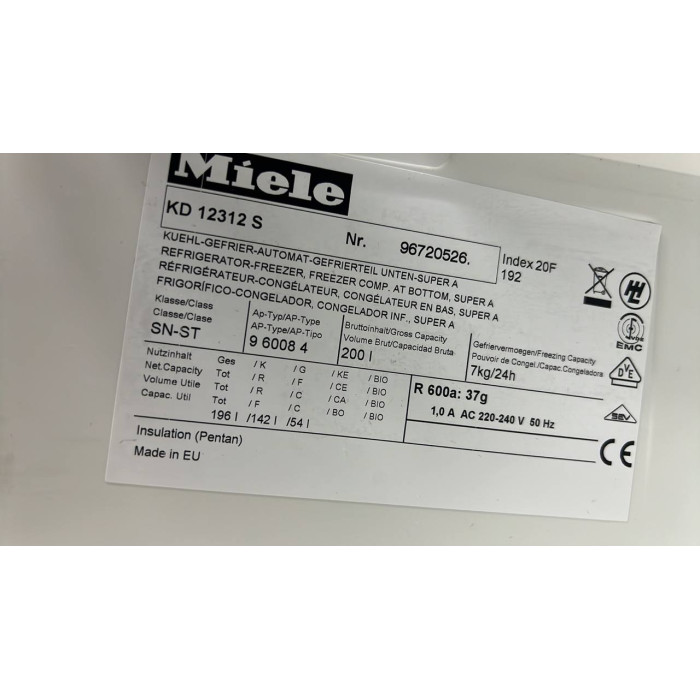 Miele
KD 12312 S
Nr. 96720526.
Index 20F
192
KUEHL-GEFRIER-AUTOMAT-GEFRIERTEIL UNTEN-SUPER A
REFRIGERATOR-FREEZER, FREEZER COMP. AT BOTTOM, SUPER A
RÉFRIGÉRATEUR-CONGÉLATEUR, CONGÉLATEUR EN BAS, SUPER A
FRIGORÍFICO-CONGELADOR, CONGELADOR INF., SUPER A
Klasse/Class
Classe/Clase
SN-ST
Ap-Typ/AP-Type
AP-Type/AP-Tipo
9 6008 4
Bruttoinhalt/Gross Capacity
Volume Brut/Capacidad Bruta
200 l
Gefriervermoegen/Freezing Capacity
Pouvoir de Congel./Capac.Congeladora
7kg/24h
Nutzinhalt Ges / K / G / KE / BIO
Net.Capacity Tot / R / F / CE / BIO
Volume Utile Tot / R / C / CA / BIO
Capac. Util Tot / F / C / BO / BIO
196 l /142 l /54 l
R 600a: 37g
1,0 A AC 220-240 V 50 Hz
Insulation (Pentan)
Made in EU
EMC
DVE
SEV
CE